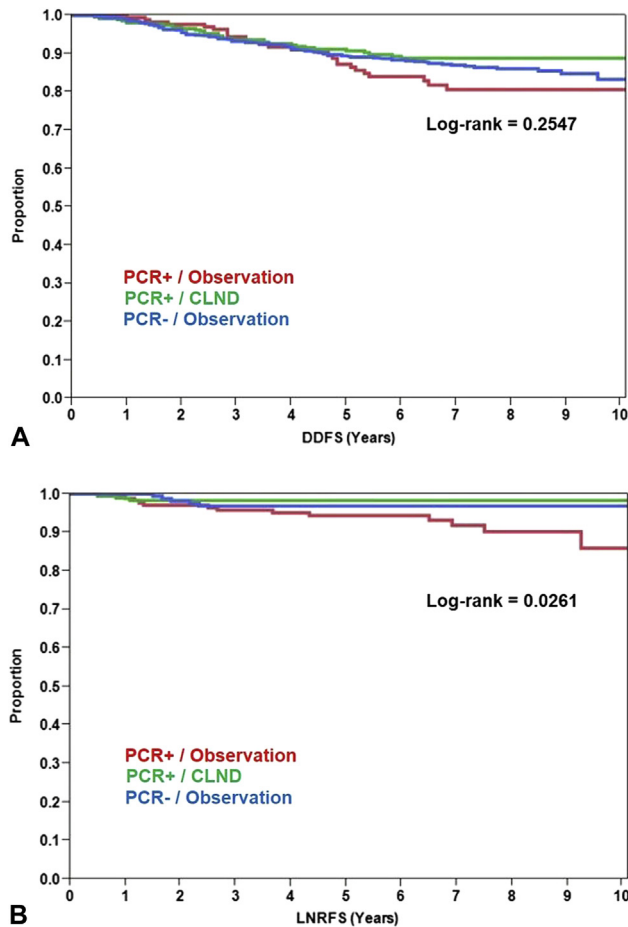 1.0
0.9
0.8
0.7
0.6
0.5
0.4
0.3
0.2
0.1
0.0
Proportion
Log-rank = 0.2547
PCR+ / Observation
PCR+ / CLND
PCR- / Observation
0 1 2 3 4 5 6 7 8 9 10
DDFS (Years)
A
1.0
0.9
0.8
0.7
0.6
0.5
0.4
0.3
0.2
0.1
0.0
Proportion
Log-rank = 0.0261
PCR+ / Observation
PCR+ / CLND
PCR- / Observation
0 1 2 3 4 5 6 7 8 9 10
LNRFS (Years)
B